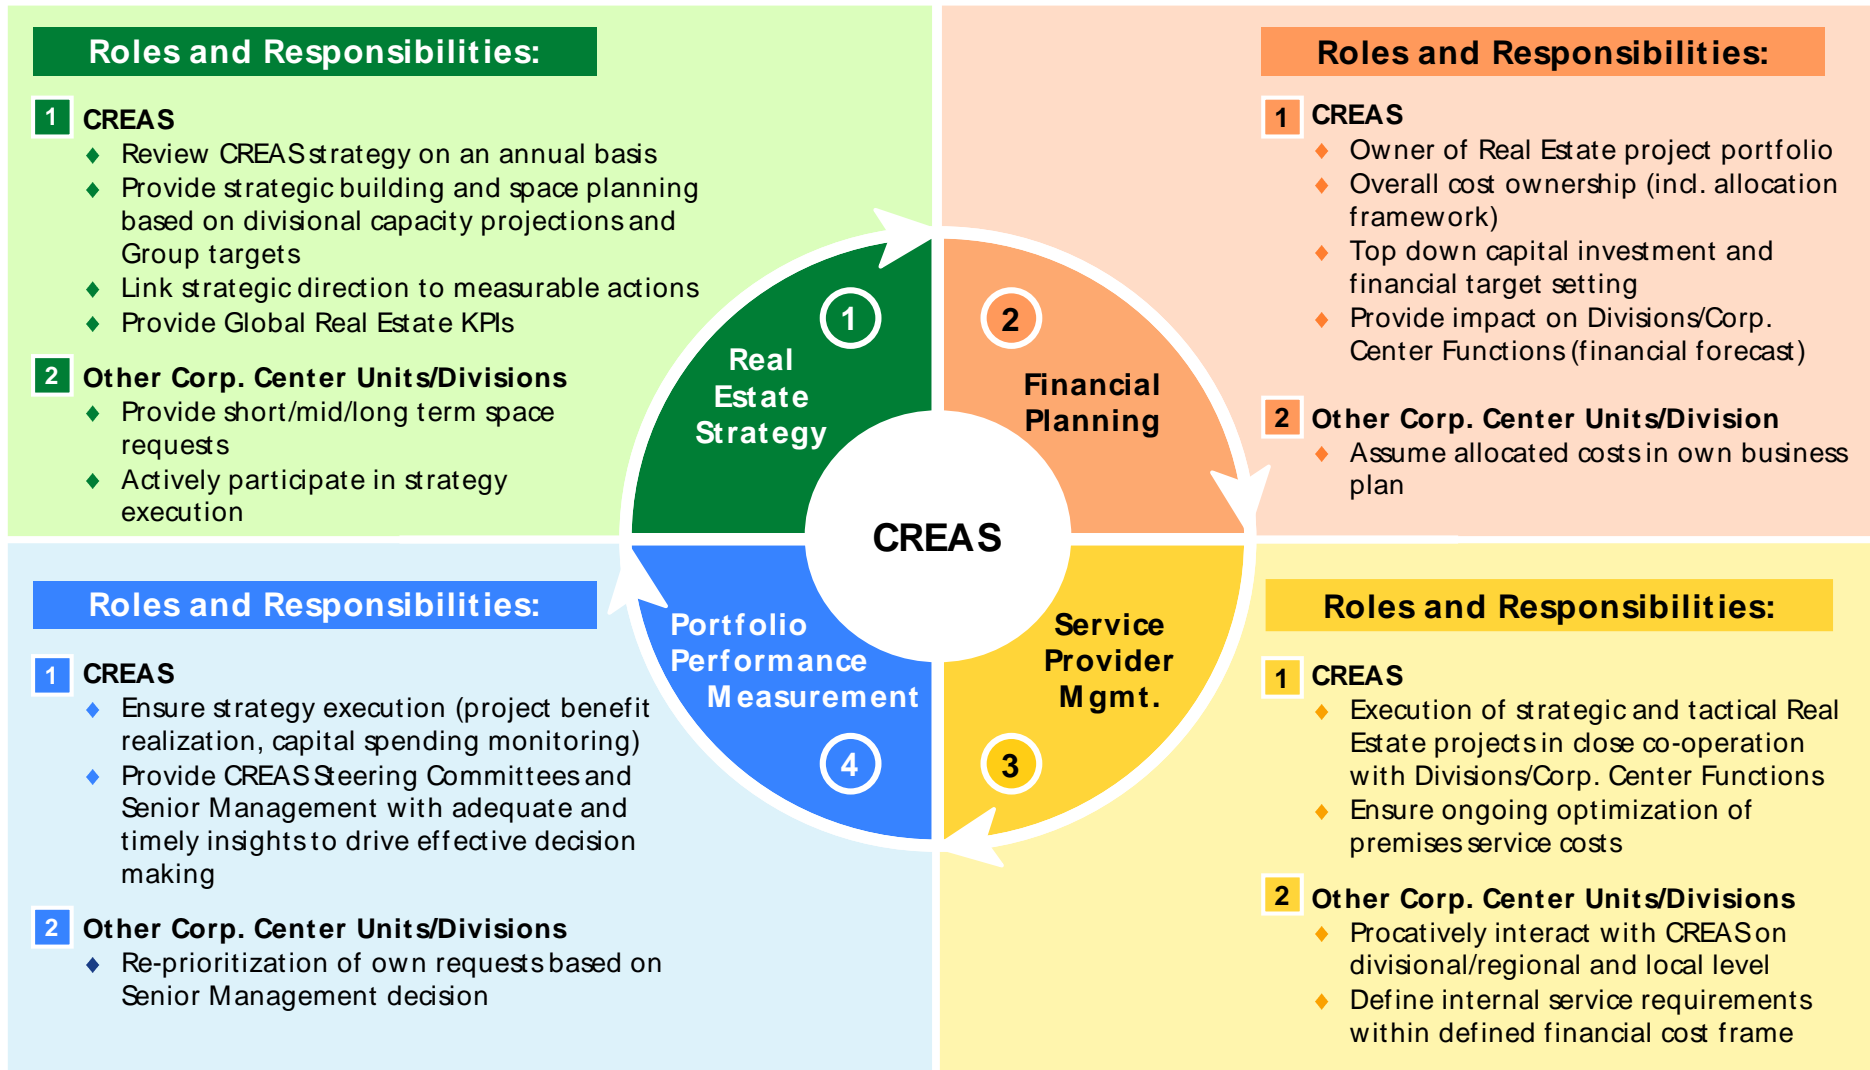 Roles and Responsibilities:
1 CREAS
♦ Review CREAS strategy on an annual basis
♦ Provide strategic building and space planning
based on divisional capacity projections and
Group targets
♦ Link strategic direction to measurable actions
♦ Provide Global Real Estate KPIs
2 Other Corp. Center Units/Divisions
♦ Provide short/mid/long term space
requests
♦ Actively participate in strategy
execution
Roles and Responsibilities:
1 CREAS
♦ Owner of Real Estate project portfolio
♦ Overall cost ownership (incl. allocation
framework)
♦ Top down capital investment and
financial target setting
♦ Provide impact on Divisions/Corp.
Center Functions (financial forecast)
2 Other Corp. Center Units/Division
♦ Assume allocated costs in own business
plan
1
Real
Estate
Strategy
2
Financial
Planning
CREAS
Service
Provider
Mgmt.
3
Portfolio
Performance
Measurement
4
Roles and Responsibilities:
1 CREAS
♦ Ensure strategy execution (project benefit
realization, capital spending monitoring)
♦ Provide CREAS Steering Committees and
Senior Management with adequate and
timely insights to drive effective decision
making
2 Other Corp. Center Units/Divisions
♦ Re-prioritization of own requests based on
Senior Management decision
Roles and Responsibilities:
1 CREAS
♦ Execution of strategic and tactical Real
Estate projects in close co-operation
with Divisions/Corp. Center Functions
♦ Ensure ongoing optimization of
premises service costs
2 Other Corp. Center Units/Divisions
♦ Procatively interact with CREAS on
divisional/regional and local level
♦ Define internal service requirements
within defined financial cost frame